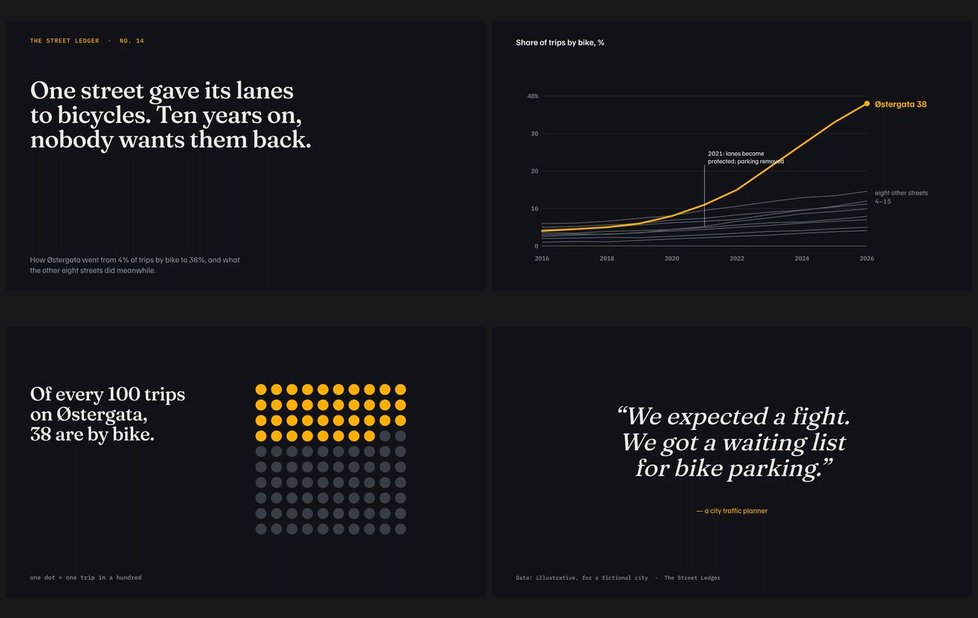 THE STREET LEDGER · NO. 14
One street gave its lanes
to bicycles. Ten years on,
nobody wants them back.
How Østergata went from 4% of trips by bike to 38%, and what
the other eight streets did meanwhile.
Share of trips by bike, %
40%
30
20
10
0
2021: lanes become
protected; parking removed
Østergata 38
eight other streets
4–15
2016
2018
2020
2022
2024
2026
Of every 100 trips
on Østergata,
38 are by bike.
one dot = one trip in a hundred
“We expected a fight.
We got a waiting list
for bike parking.”
— a city traffic planner
Data: illustrative, for a fictional city · The Street Ledger